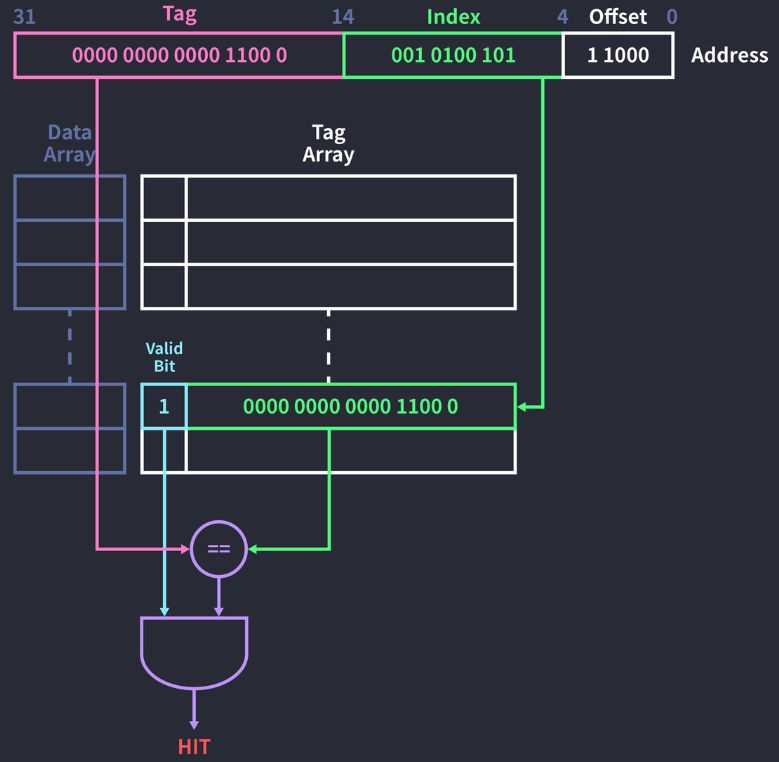 31 Tag 14 Index 4 Offset 0
0000 0000 0000 1100 0 001 0100 101 1 1000 Address
Data
Array
Tag
Array
Valid
Bit
1 0000 0000 0000 1100 0
==
HIT